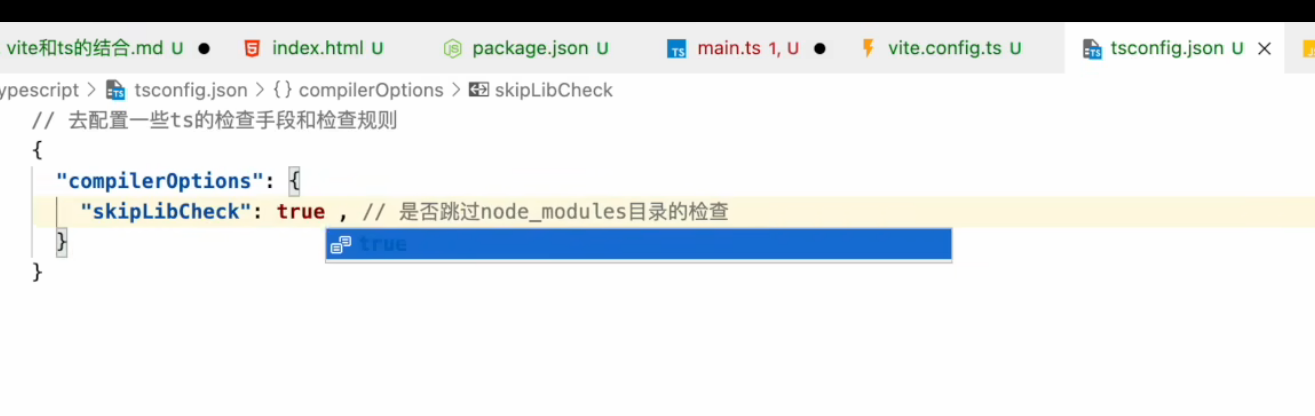 vite和ts的结合.md U ● index.html U package.json U TS main.ts 1, U ● vite.config.ts U TS tsconfig.json U ×
ypescript > TS tsconfig.json > {} compilerOptions > skipLibCheck
// 去配置一些ts的检查手段和检查规则
{
"compilerOptions": {
"skipLibCheck": true , // 是否跳过node_modules目录的检查
}
true
}